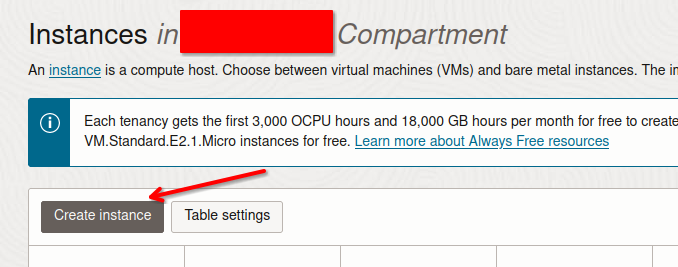 Instances in Compartment
An instance is a compute host. Choose between virtual machines (VMs) and bare metal instances. The
Each tenancy gets the first 3,000 OCPU hours and 18,000 GB hours per month for free to create
VM.Standard.E2.1.Micro instances for free. Learn more about Always Free resources
Create instance Table settings